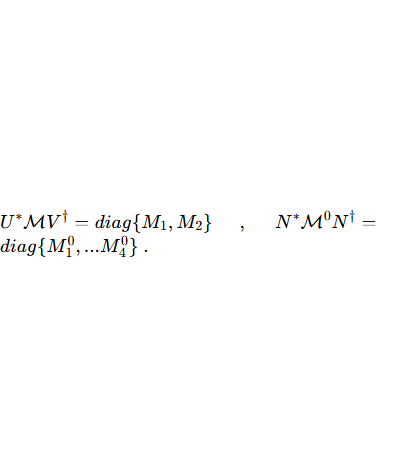 U*ℳV† = diag{M₁, M₂} , N*ℳ⁰N† =
diag{M₁⁰, ...M₄⁰} .